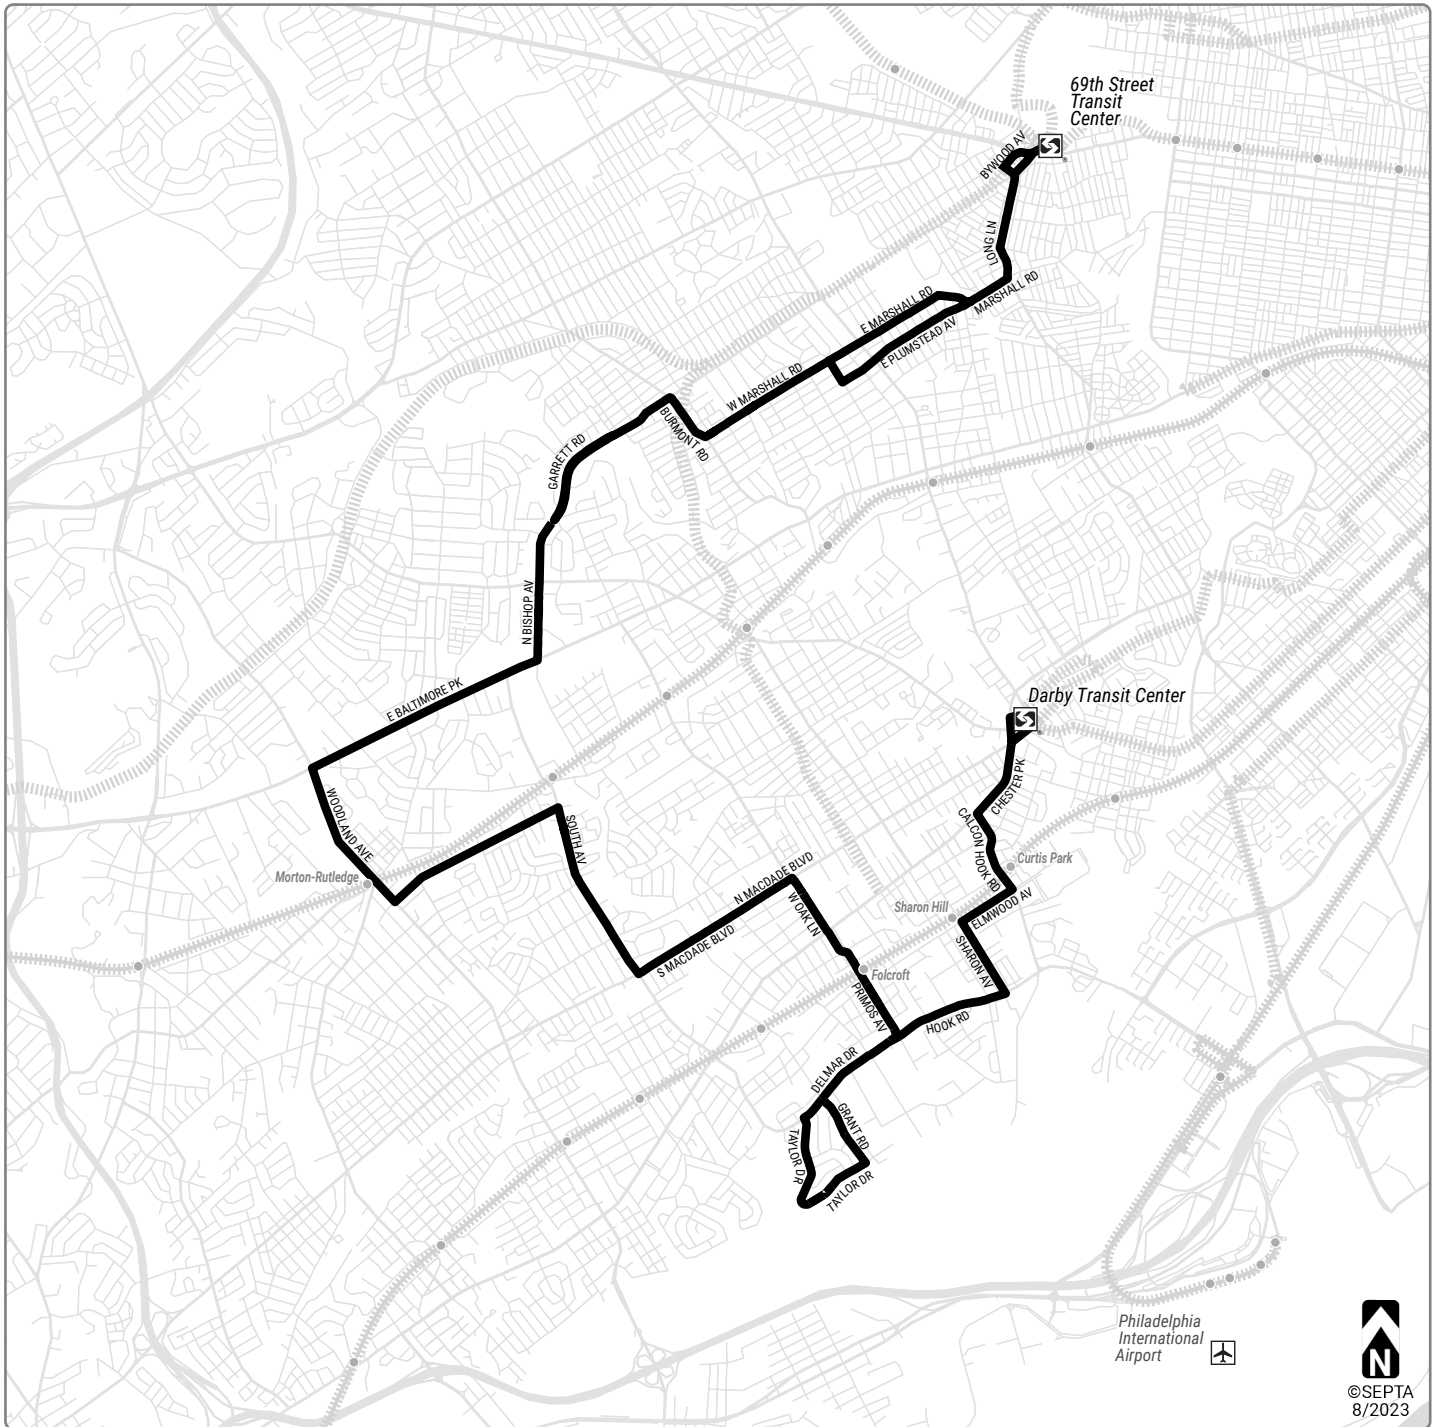 69th Street
Transit
Center
BYWOOD AV
LONG LN
MARSHALL RD
E MARSHALL RD
E PLUMSTEAD AV
W MARSHALL RD
BURMONT RD
GARRETT RD
N BISHOP AV
E BALTIMORE PK
WOODLAND AVE
Morton-Rutledge
SOUTH AV
S MACDADE BLVD
N MACDADE BLVD
W OAK LN
Folcroft
PRIMOS AV
Darby Transit Center
CHESTER PK
CALCON HOOK RD
Curtis Park
Sharon Hill
ELMWOOD AV
SHARON AV
HOOK RD
DELMAR DR
GRANT RD
TAYLOR DR
TAYLOR DR
Philadelphia
International
Airport
N
©SEPTA
8/2023